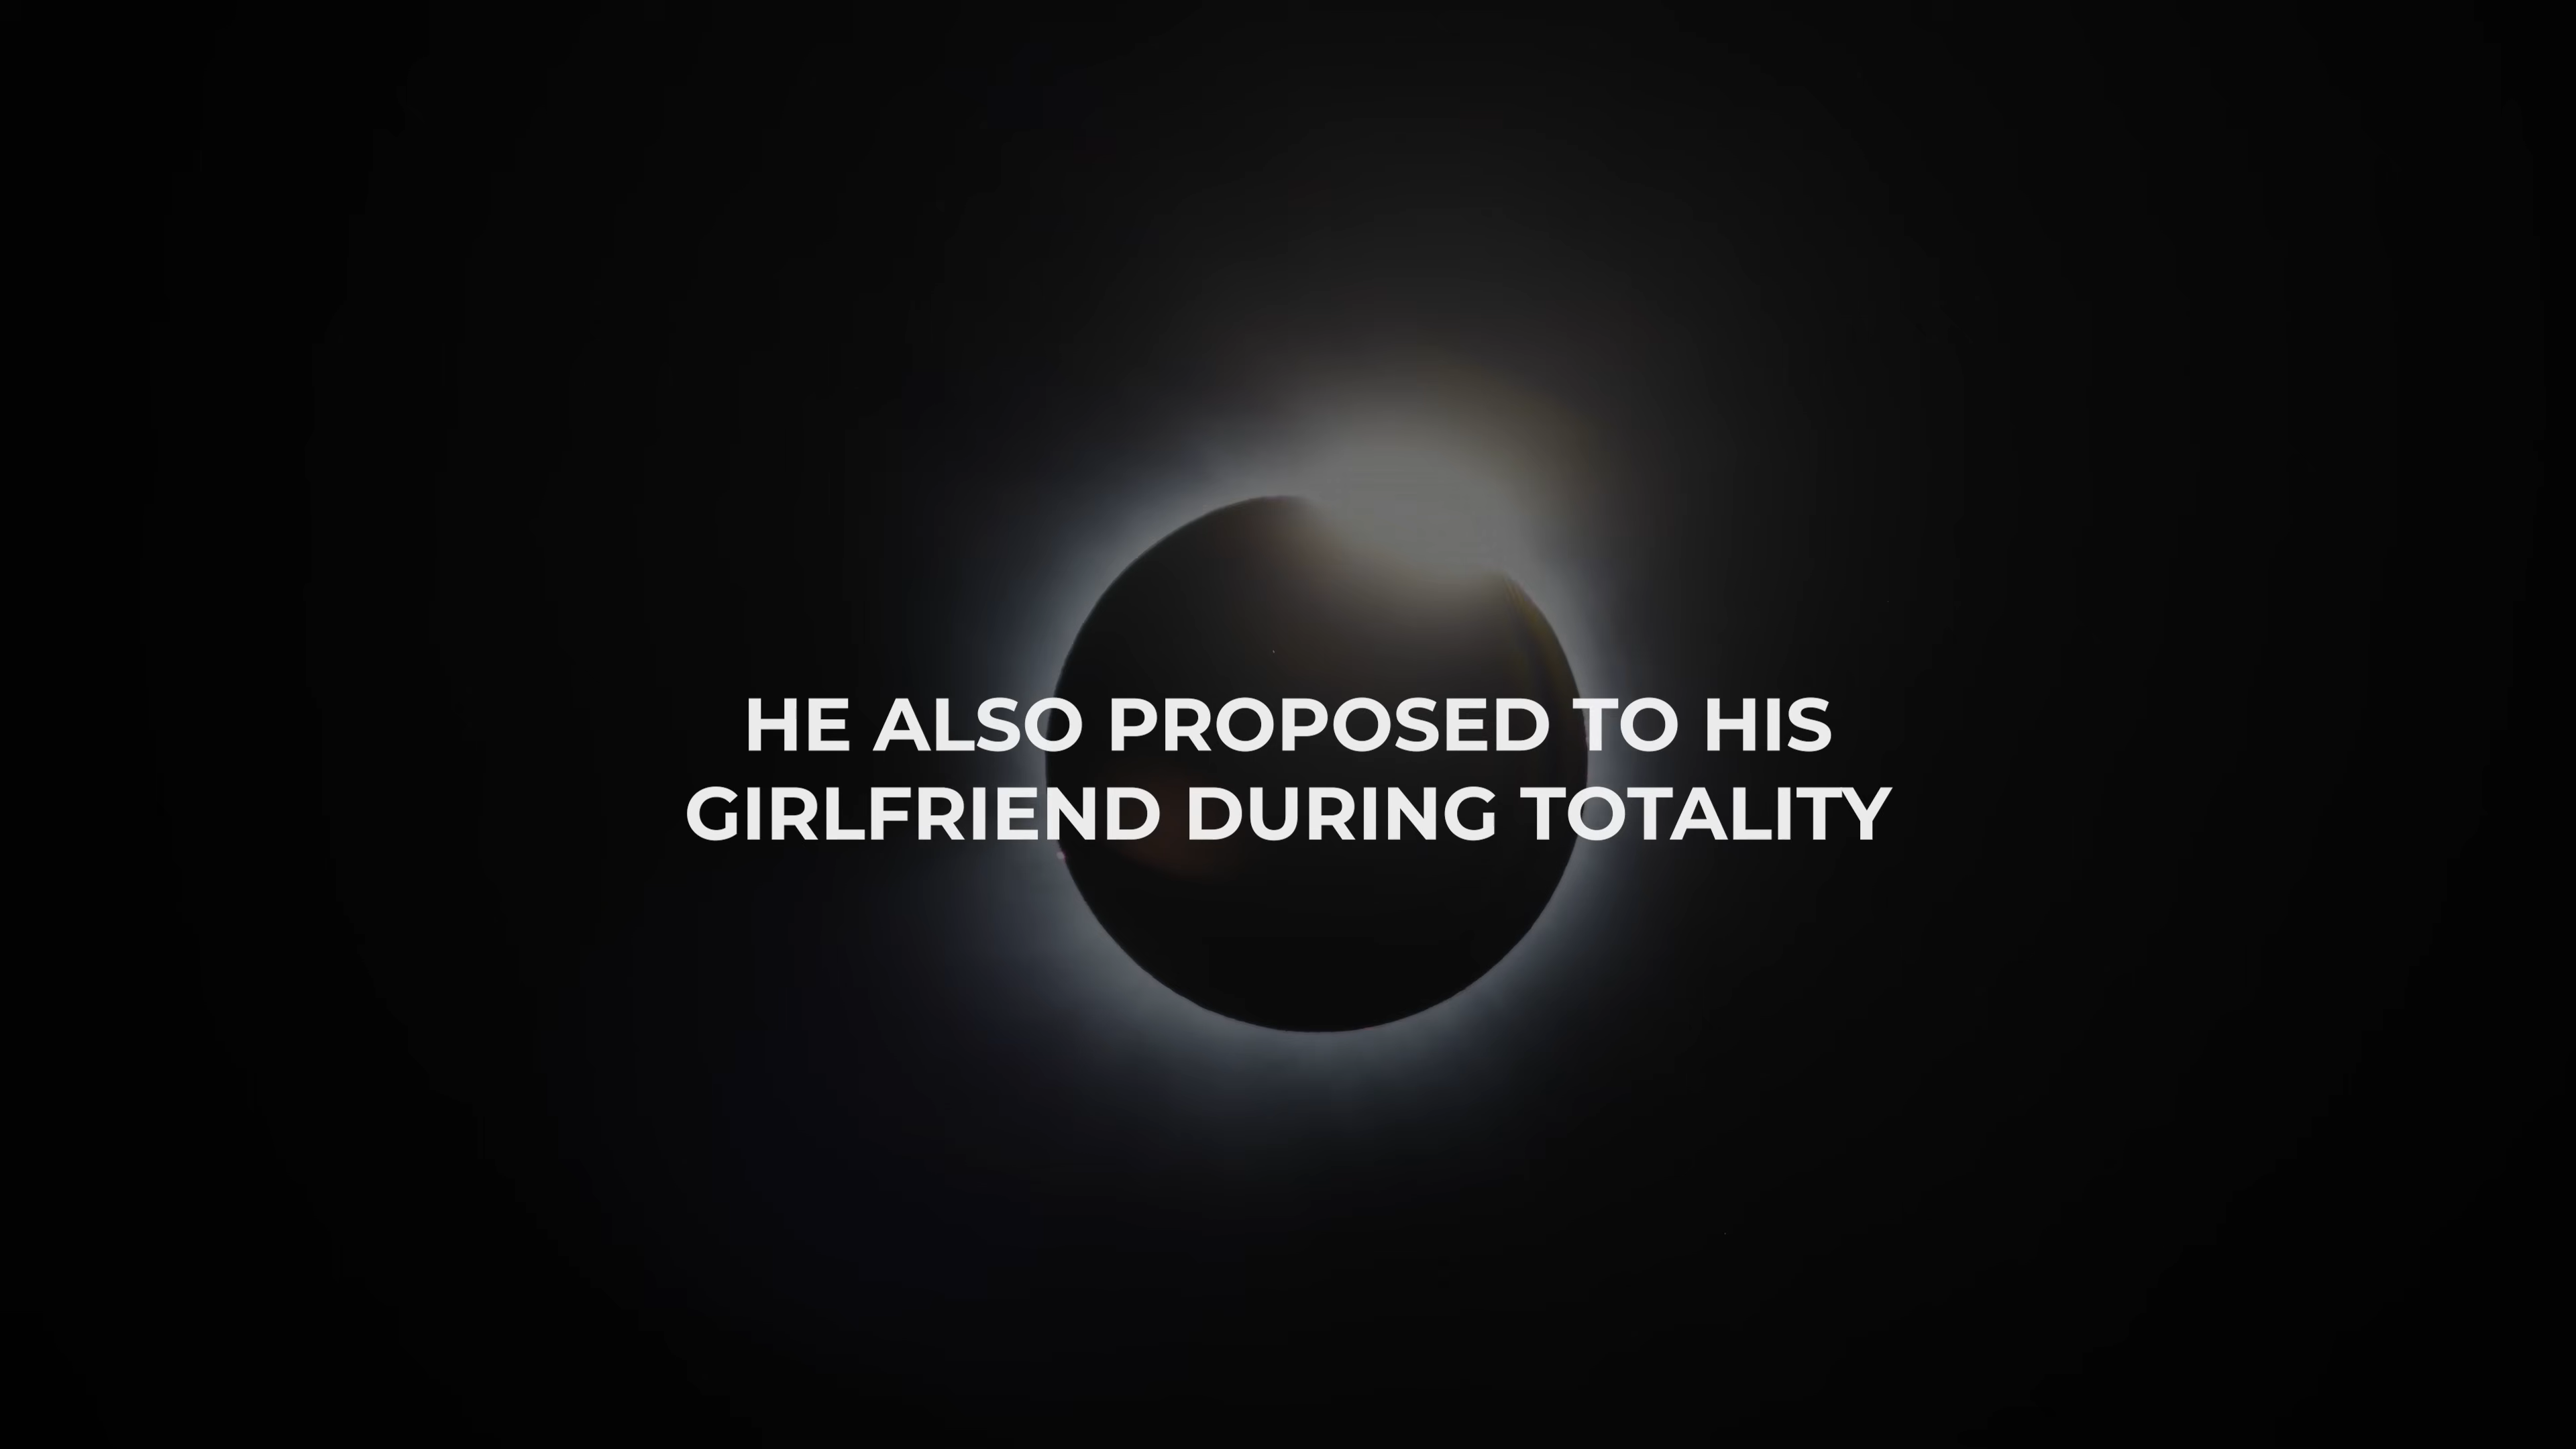 HE ALSO PROPOSED TO HIS
GIRLFRIEND DURING TOTALITY